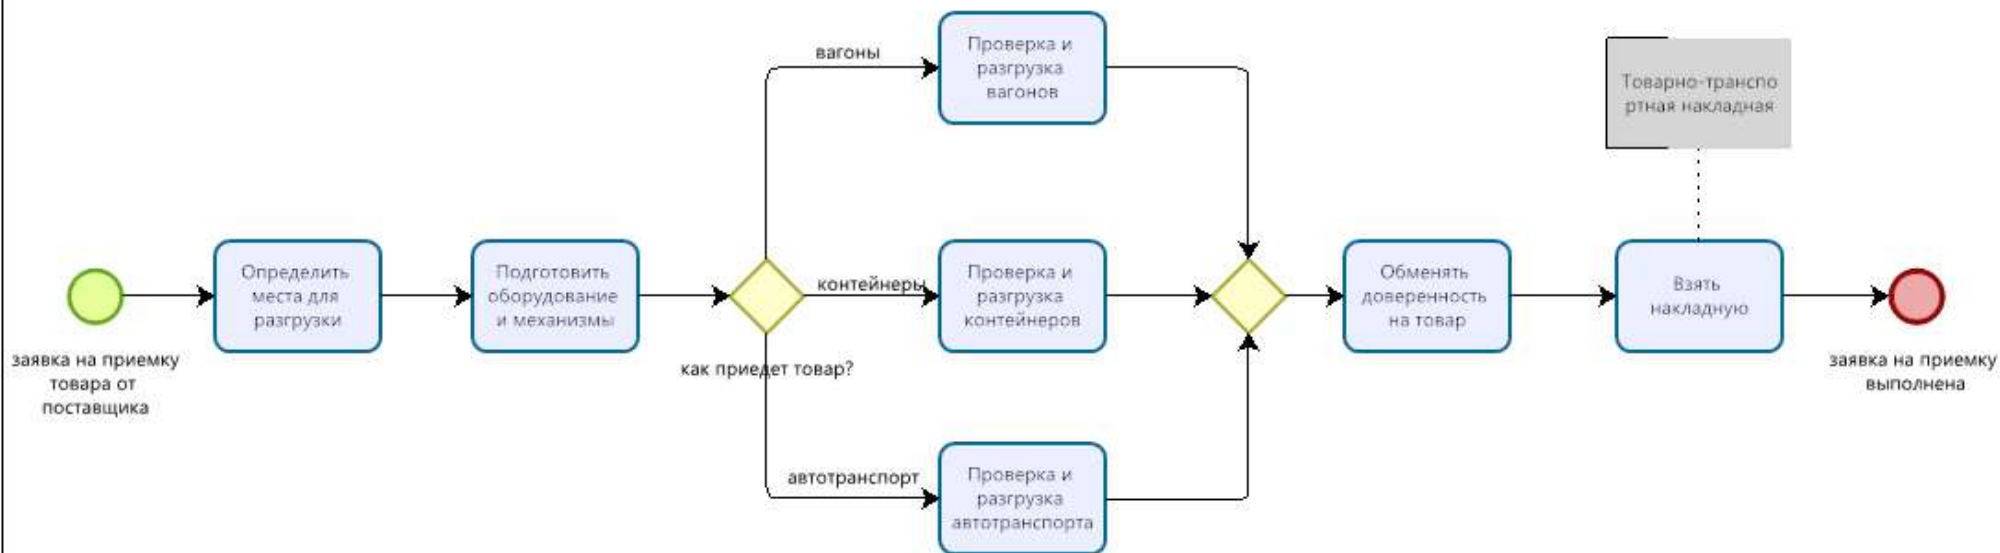 заявка на приемку
товара от
поставщика
Определить
места для
разгрузки
Подготовить
оборудование
и механизмы
как приедет товар?
вагоны
Проверка и
разгрузка
вагонов
контейнеры
Проверка и
разгрузка
контейнеров
автотранспорт
Проверка и
разгрузка
автотранспорта
Обменять
доверенность
на товар
Товарно-транспо
ртная накладная
Взять
накладную
заявка на приемку
выполнена